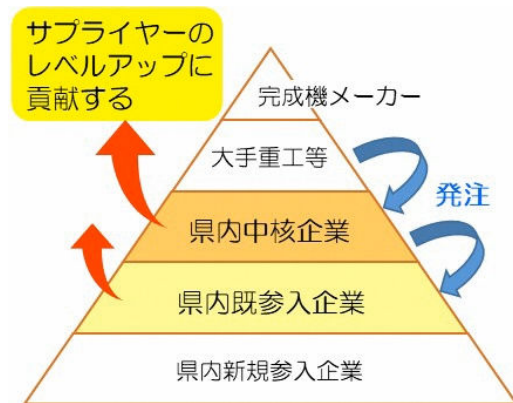 サプライヤーの
レベルアップに
貢献する
完成機メーカー
大手重工等
発注
県内中核企業
県内既参入企業
県内新規参入企業